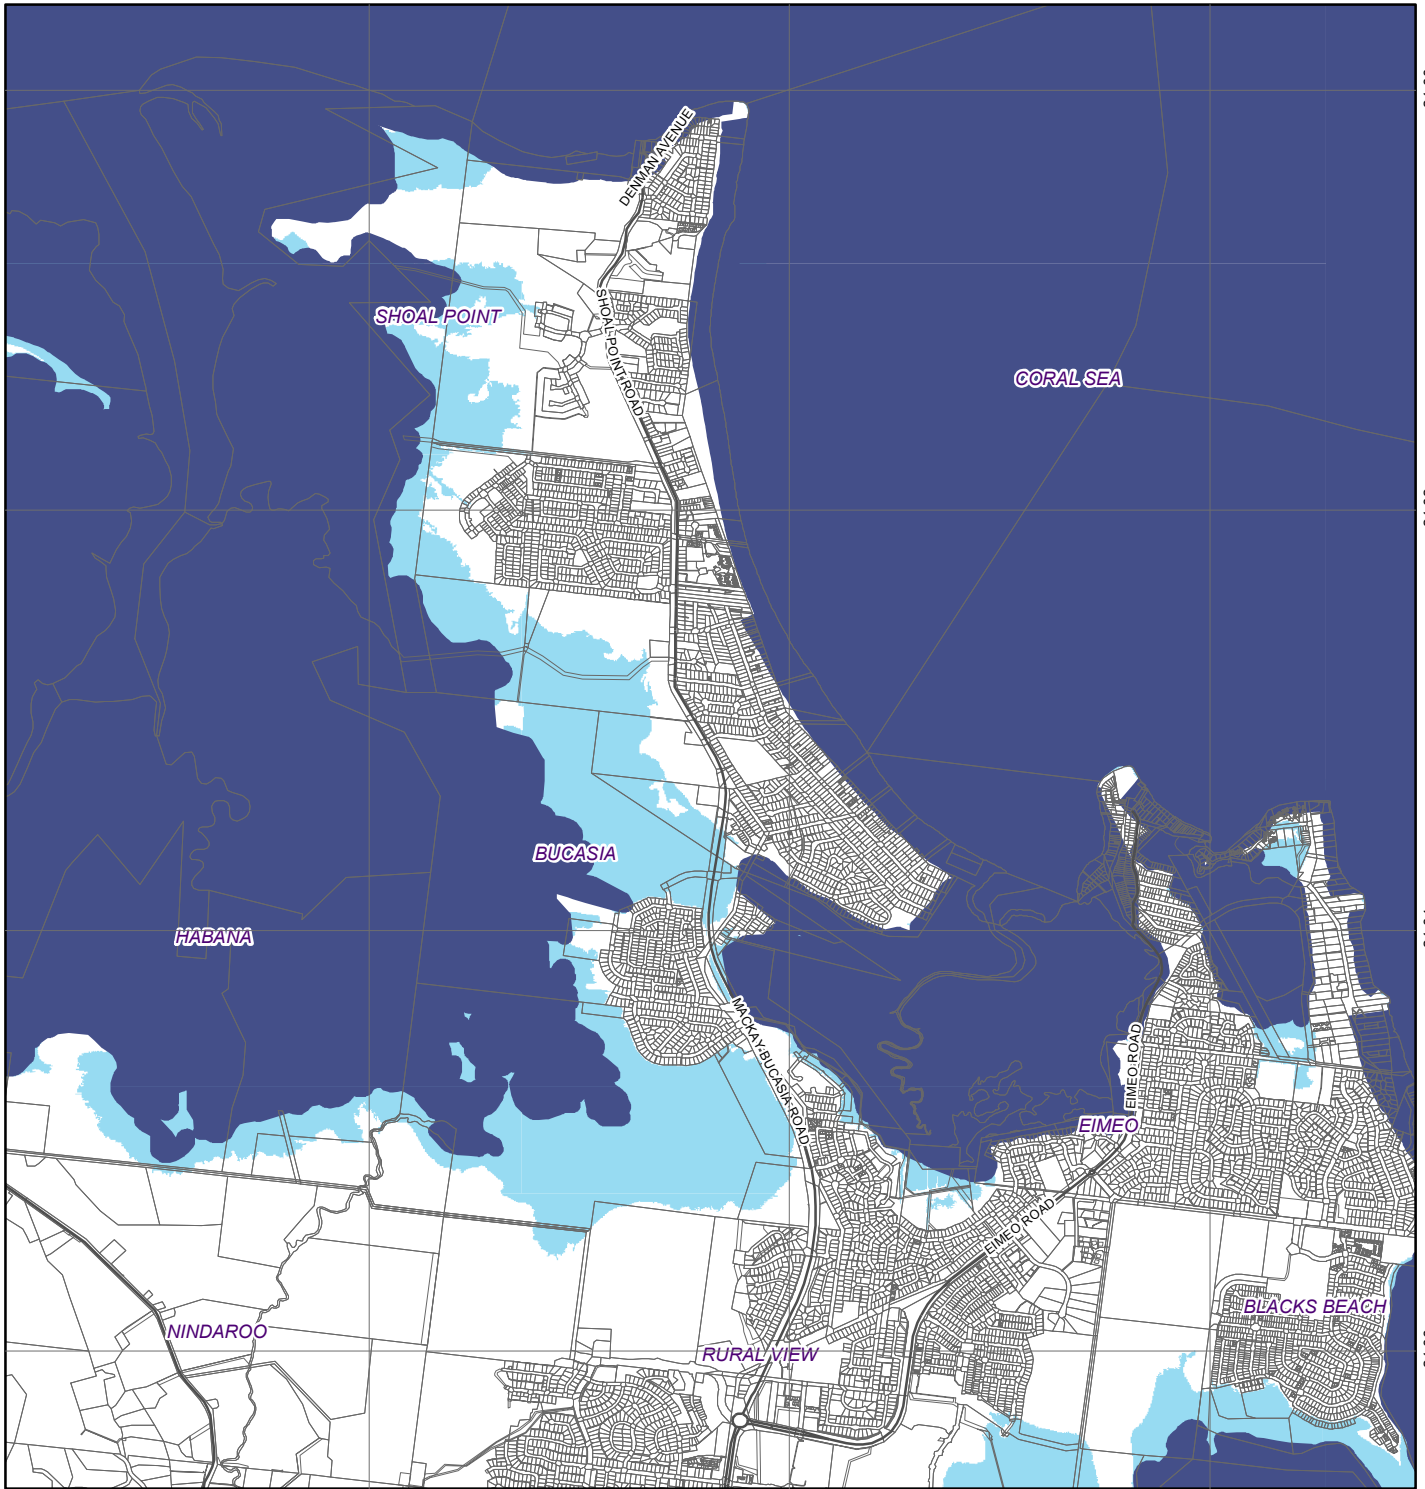 DENMAN AVENUE
SHOAL POINT
SHOAL POINT ROAD
CORAL SEA
BUCASIA
HABANA
MACKAY-BUCASIA ROAD
EIMEO ROAD
EIMEO
EIMEO ROAD
BLACKS BEACH
NINDAROO
RURAL VIEW